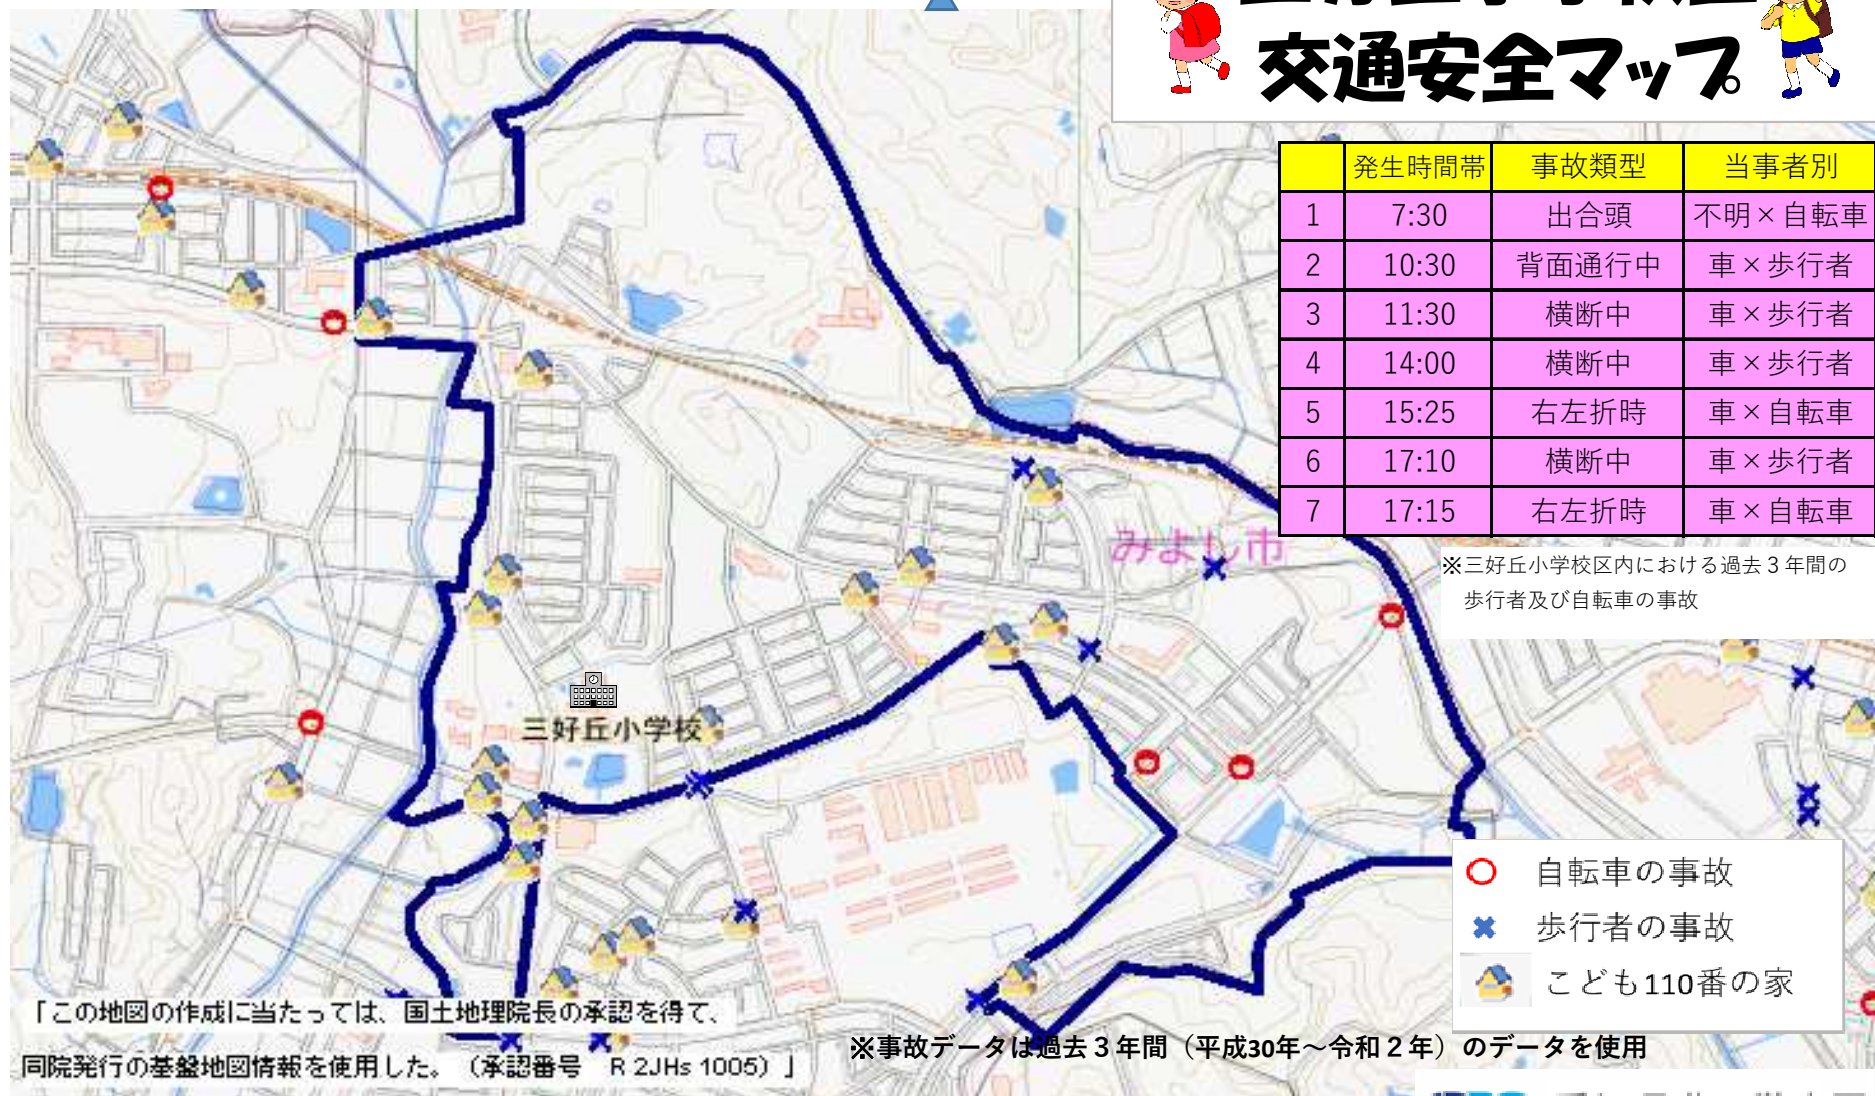 交通安全マップ
発生時間帯 事故類型 当事者別
1 7:30 出合頭 不明×自転車
2 10:30 背面通行中 車×歩行者
3 11:30 横断中 車×歩行者
4 14:00 横断中 車×歩行者
5 15:25 右左折時 車×自転車
6 17:10 横断中 車×歩行者
7 17:15 右左折時 車×自転車
※三好丘小学校区内における過去3年間の
歩行者及び自転車の事故
みよし市
三好丘小学校
自転車の事故
歩行者の事故
こども110番の家
「この地図の作成に当たっては、国土地理院長の承認を得て、
同院発行の基盤地図情報を使用した。（承認番号　R 2JHs 1005）」
※事故データは過去３年間（平成30年～令和２年）のデータを使用